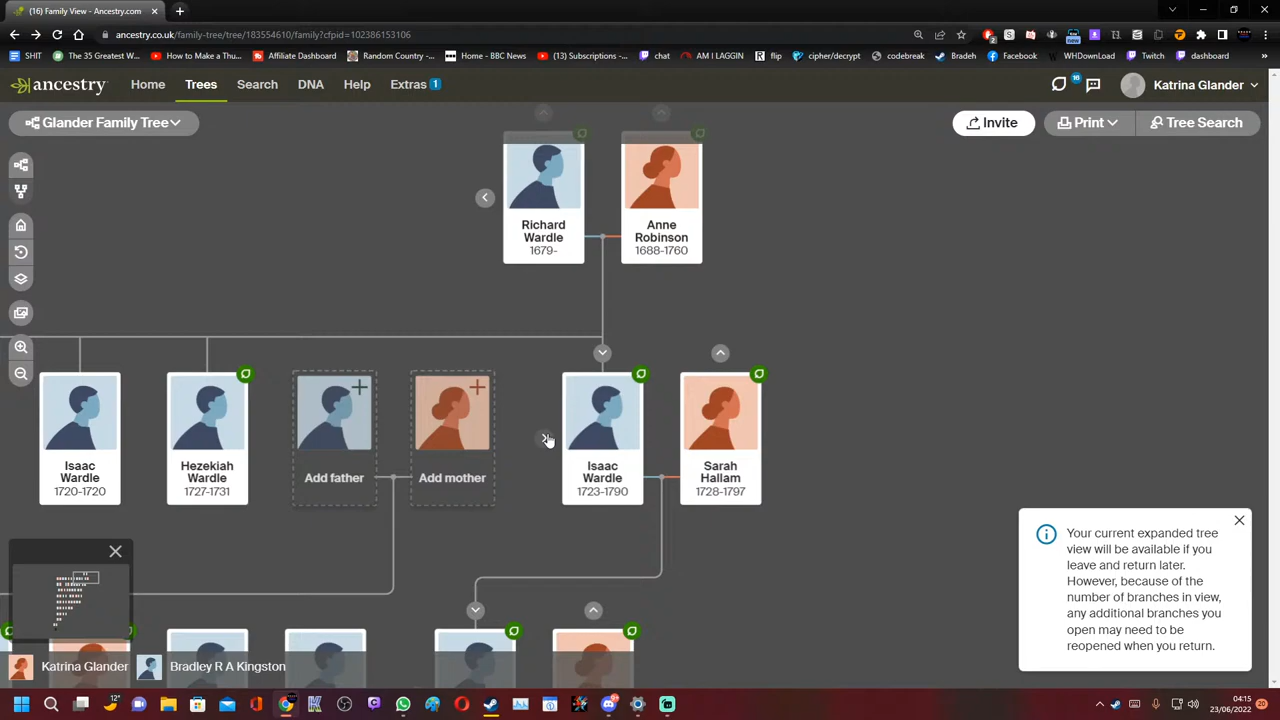 (16) Family View - Ancestry.com
ancestry.co.uk/family-tree/tree/183554610/family?cfpid=102386153106
SHIT
The 35 Greatest W...
How to Make a Thu...
Affiliate Dashboard
Random Country G...
Home - BBC News
(13) Subscriptions -...
chat
AM I LAGGIN
flip
cipher/decrypt
codebreak
Bradeh
Facebook
WHDownLoad
Twitch
dashboard
ancestry
Home
Trees
Search
DNA
Help
Extras 1
16
Katrina Glander
Glander Family Tree
Invite
Print
Tree Search
Richard
Wardle
1679-
Anne
Robinson
1688-1760
Isaac
Wardle
1720-1720
Hezekiah
Wardle
1727-1731
Add father
Add mother
Isaac
Wardle
1723-1790
Sarah
Hallam
1728-1797
Your current expanded tree
view will be available if you
leave and return later.
However, because of the
number of branches in view,
any additional branches you
open may need to be
reopened when you return.
Katrina Glander
Bradley R A Kingston
12°
04:15
23/06/2022